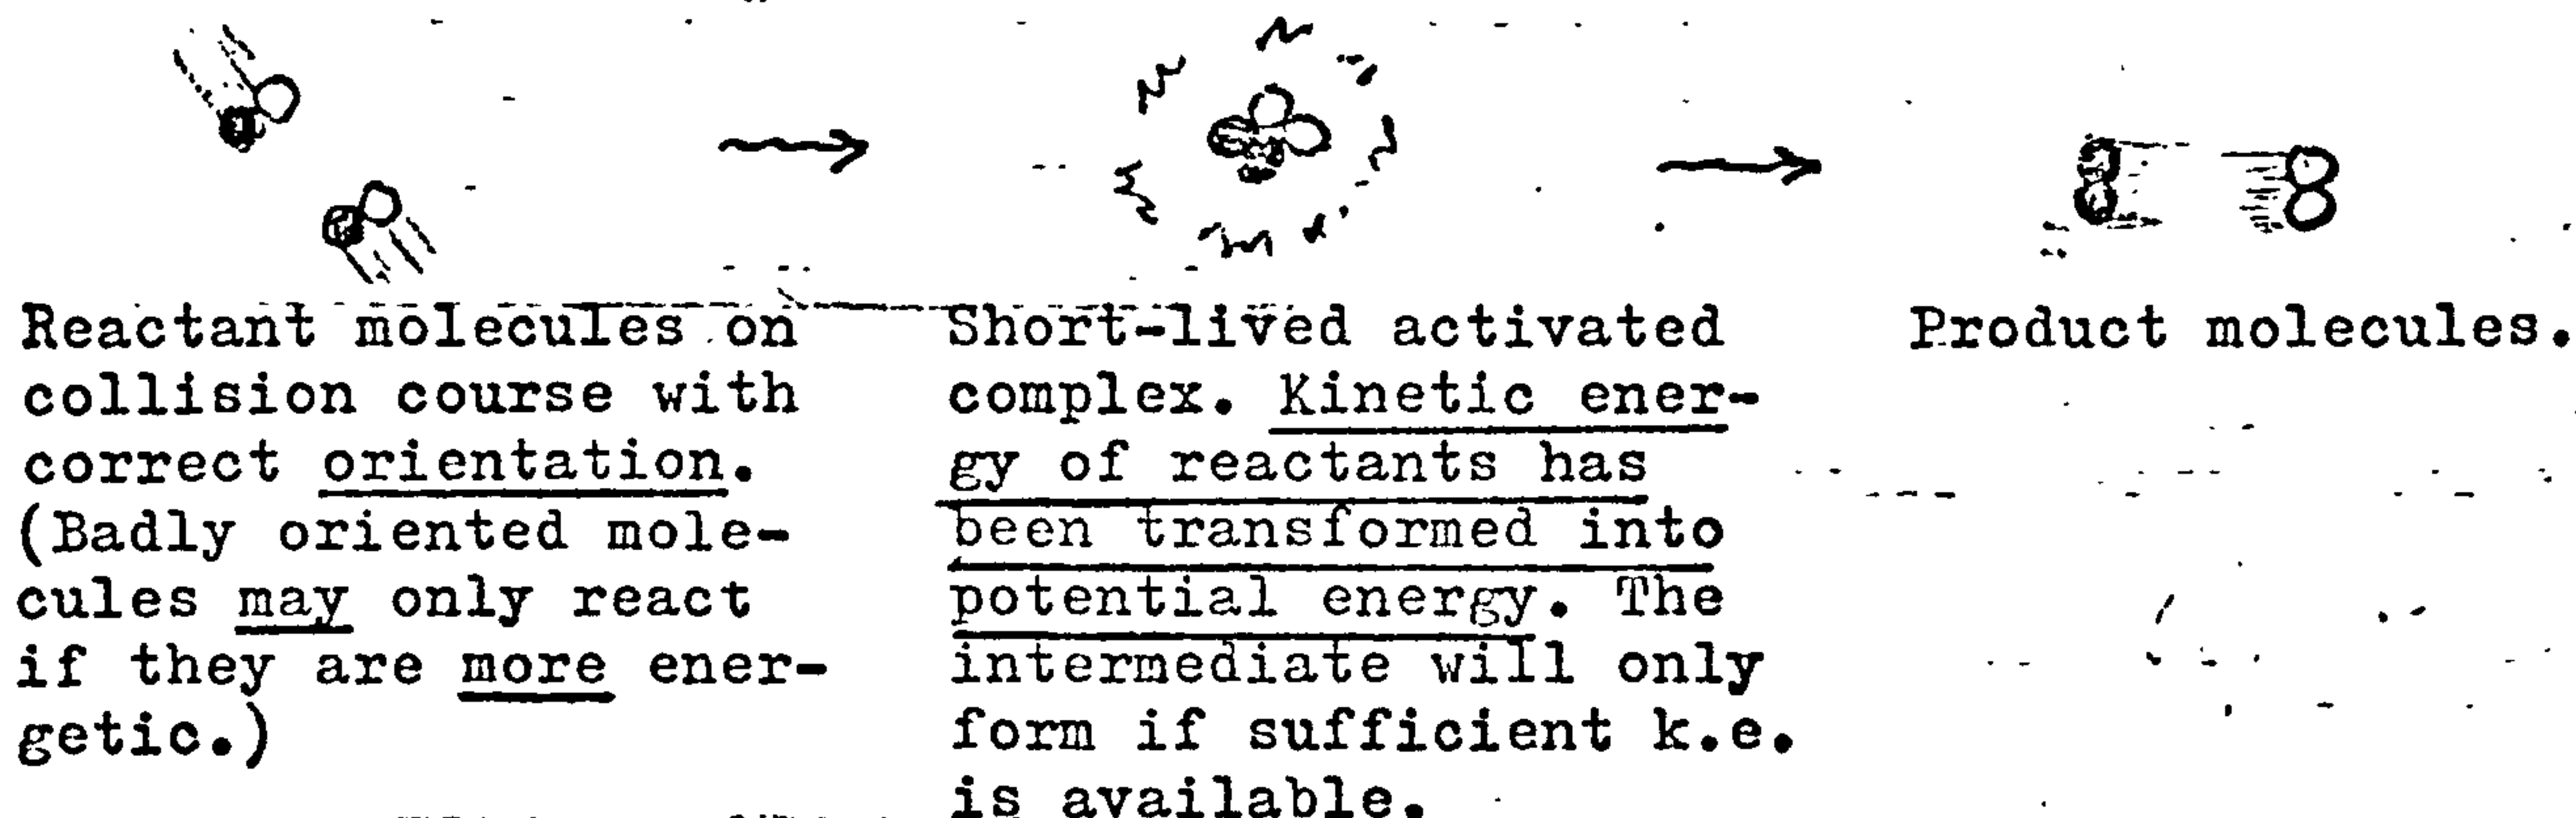 Reactant molecules on
collision course with
correct orientation.
(Badly oriented mole-
cules may only react
if they are more ener-
getic.)
Short-lived activated
complex. Kinetic ener-
gy of reactants has
been transformed into
potential energy. The
intermediate will only
form if sufficient k.e.
is available.
Product molecules.